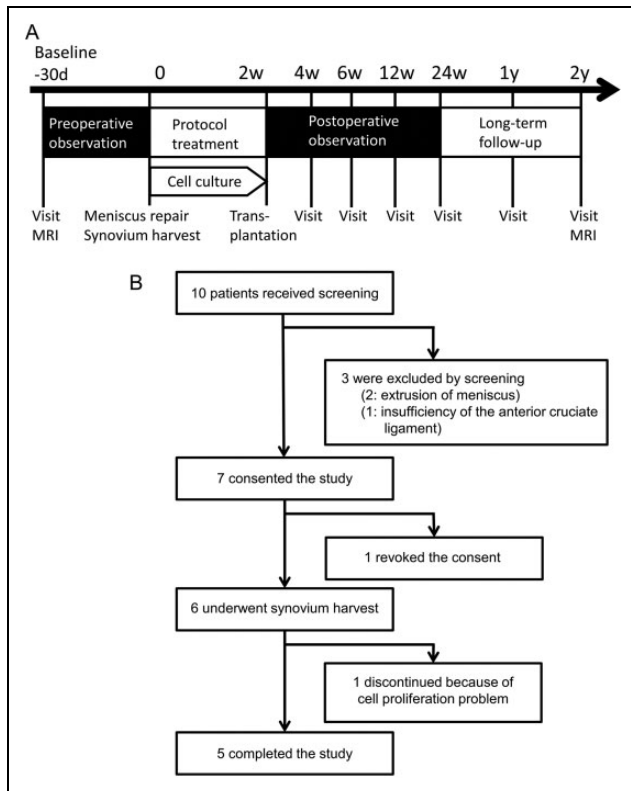 A
Baseline
-30d 0 2w 4w 6w 12w 24w 1y 2y
Preoperative
observation
Protocol
treatment
Postoperative
observation
Long-term
follow-up
Cell culture
Visit
MRI
Meniscus repair
Synovium harvest
Trans-
plantation
Visit
Visit
Visit
Visit
Visit
Visit
MRI
B
10 patients received screening
3 were excluded by screening
(2: extrusion of meniscus)
(1: insufficiency of the anterior cruciate
ligament)
7 consented the study
1 revoked the consent
6 underwent synovium harvest
1 discontinued because of
cell proliferation problem
5 completed the study